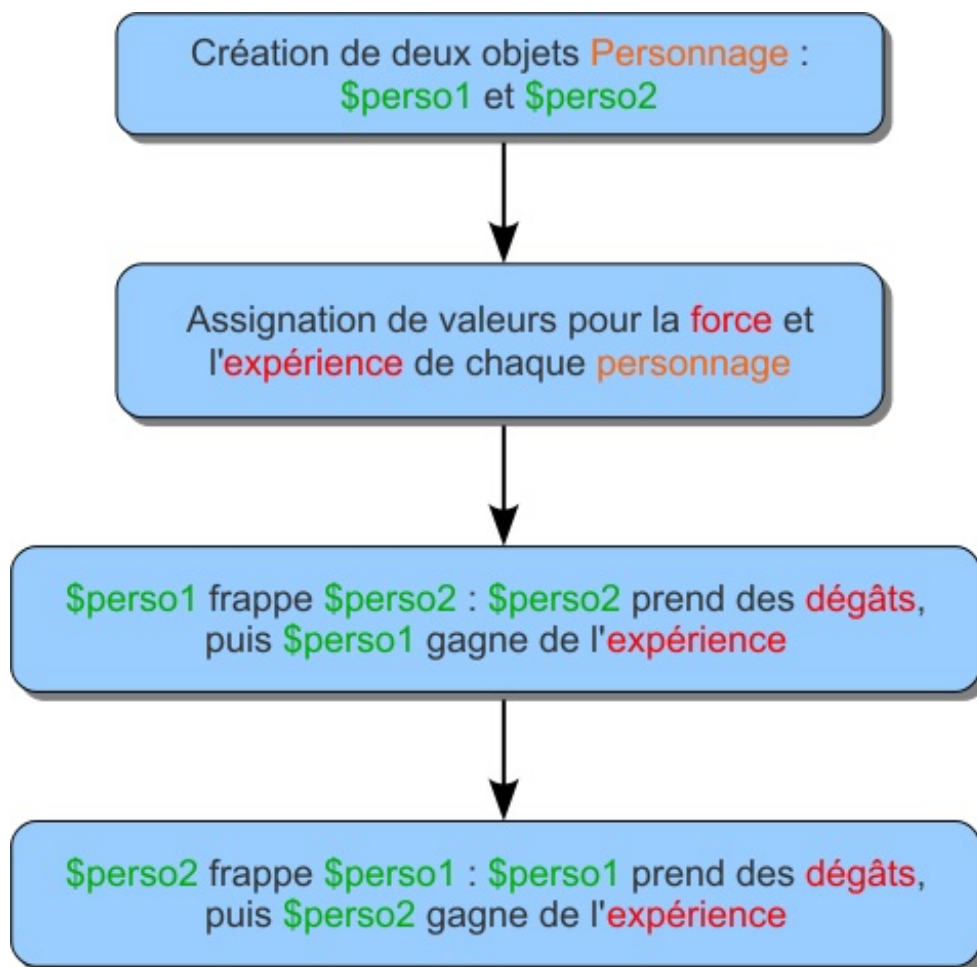 Création de deux objets Personnage :
$perso1 et $perso2
Assignation de valeurs pour la force et
l'expérience de chaque personnage
$perso1 frappe $perso2 : $perso2 prend des dégâts,
puis $perso1 gagne de l'expérience
$perso2 frappe $perso1 : $perso1 prend des dégâts,
puis $perso2 gagne de l'expérience